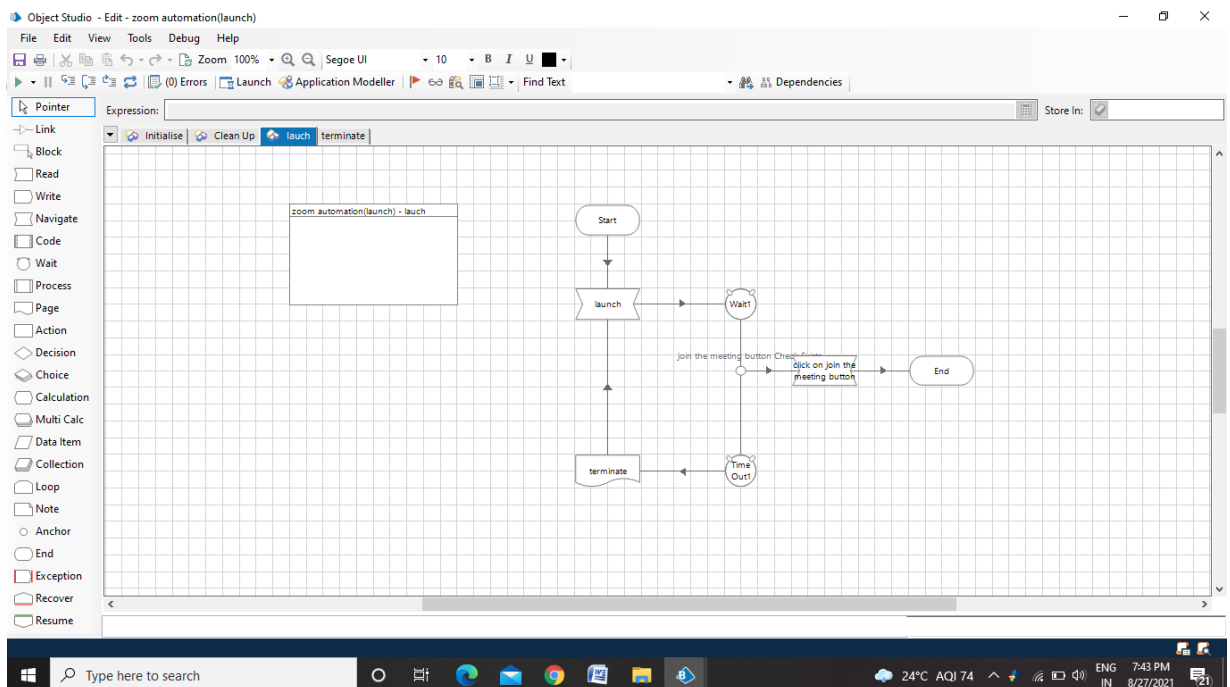 Object Studio - Edit - zoom automation(launch)
File Edit View Tools Debug Help
Zoom 100% Segoe UI 10 B I U
(0) Errors Launch Application Modeller Find Text Dependencies
Pointer
Expression:
Store In:
Link
Initialise Clean Up lauch terminate
Block
Read
Write
Navigate
Code
Wait
Process
Page
Action
Decision
Choice
Calculation
Multi Calc
Data Item
Collection
Loop
Note
Anchor
End
Exception
Recover
Resume
zoom automation(launch) - lauch
Start
launch
Wait1
join the meeting button Check Exists
click on join the
meeting button
End
terminate
Time
Out1
Type here to search
24°C AQI 74
ENG
IN
7:43 PM
8/27/2021
21